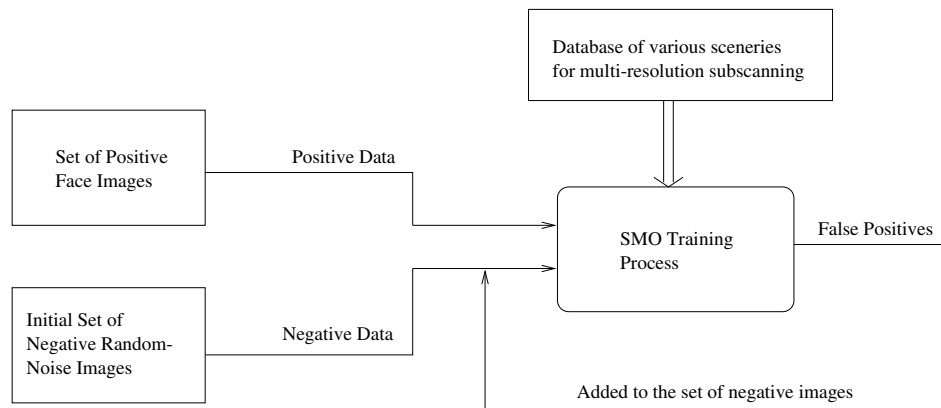 Database of various sceneries
for multi-resolution subscanning
Set of Positive
Face Images
Positive Data
SMO Training
Process
False Positives
Initial Set of
Negative Random-
Noise Images
Negative Data
Added to the set of negative images